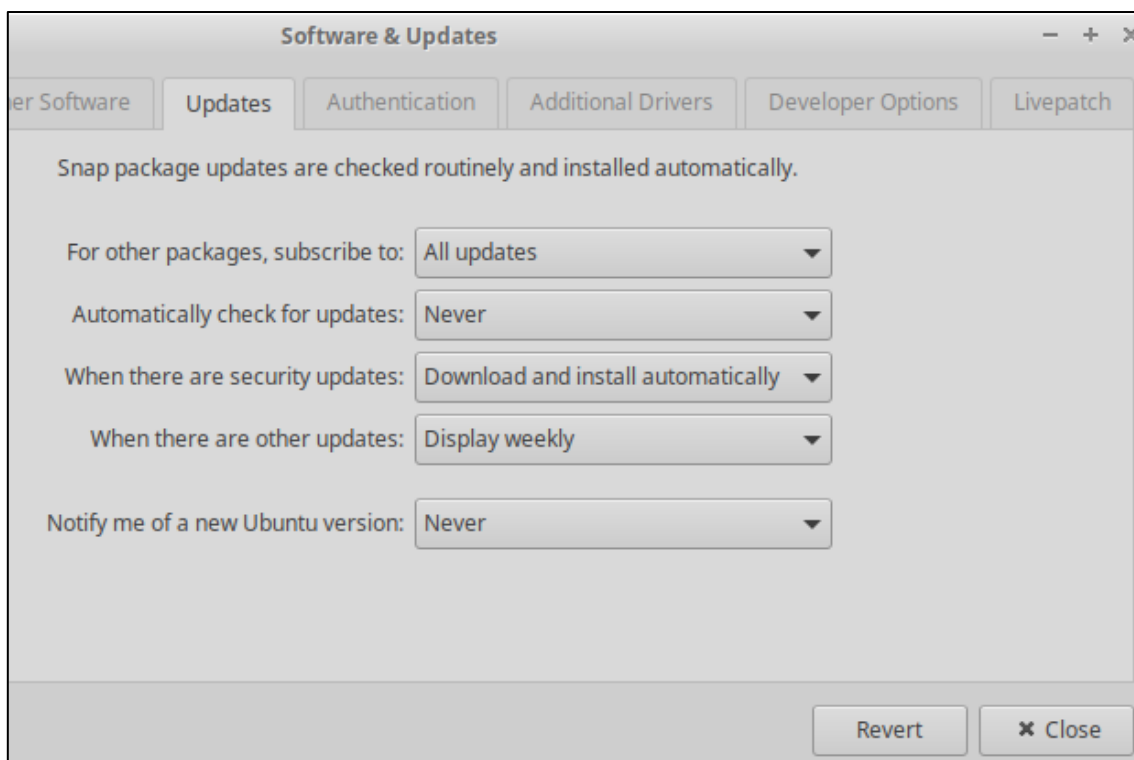 Software & Updates
er Software
Updates
Authentication
Additional Drivers
Developer Options
Livepatch
Snap package updates are checked routinely and installed automatically.
For other packages, subscribe to: All updates
Automatically check for updates: Never
When there are security updates: Download and install automatically
When there are other updates: Display weekly
Notify me of a new Ubuntu version: Never
Revert
Close